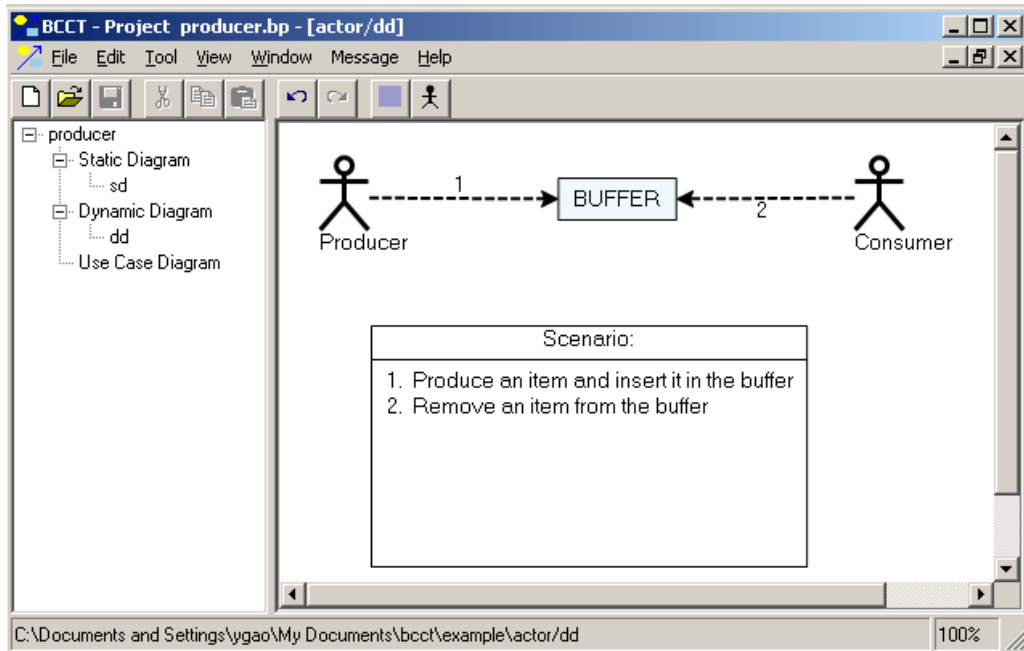 BCCT - Project producer.bp - [actor/dd]
File Edit Tool View Window Message Help
producer
Static Diagram
sd
Dynamic Diagram
dd
Use Case Diagram
1
BUFFER
2
Producer
Consumer
Scenario:
1. Produce an item and insert it in the buffer
2. Remove an item from the buffer
C:\Documents and Settings\ygao\My Documents\bcct\example\actor/dd
100%